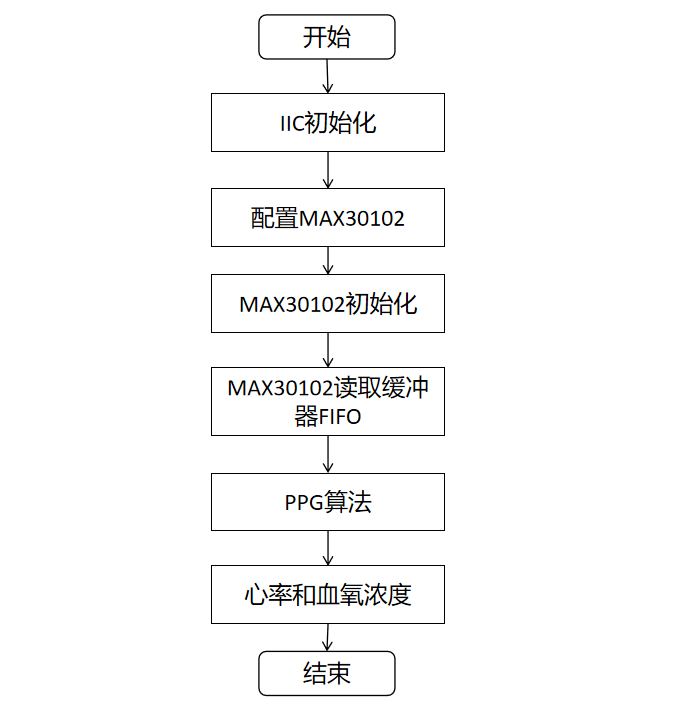 开始
IIC初始化
配置MAX30102
MAX30102初始化
MAX30102读取缓冲
器FIFO
PPG算法
心率和血氧浓度
结束